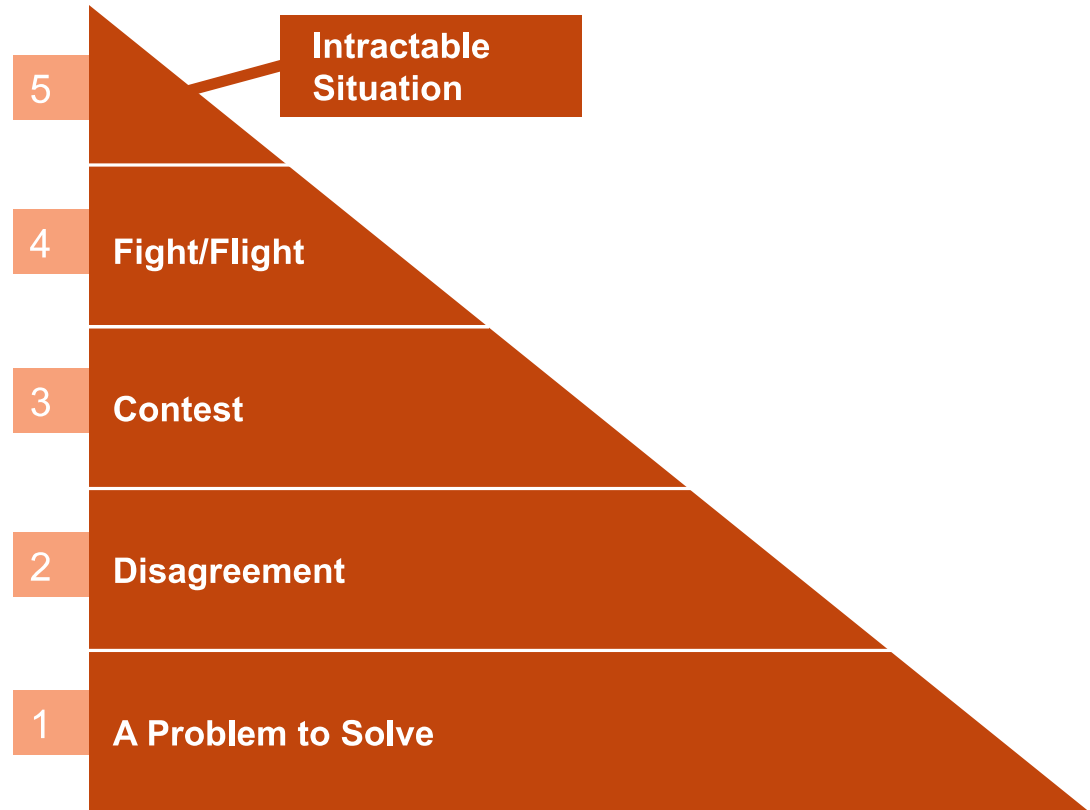 5
Intractable
Situation
4
Fight/Flight
3
Contest
2
Disagreement
1
A Problem to Solve